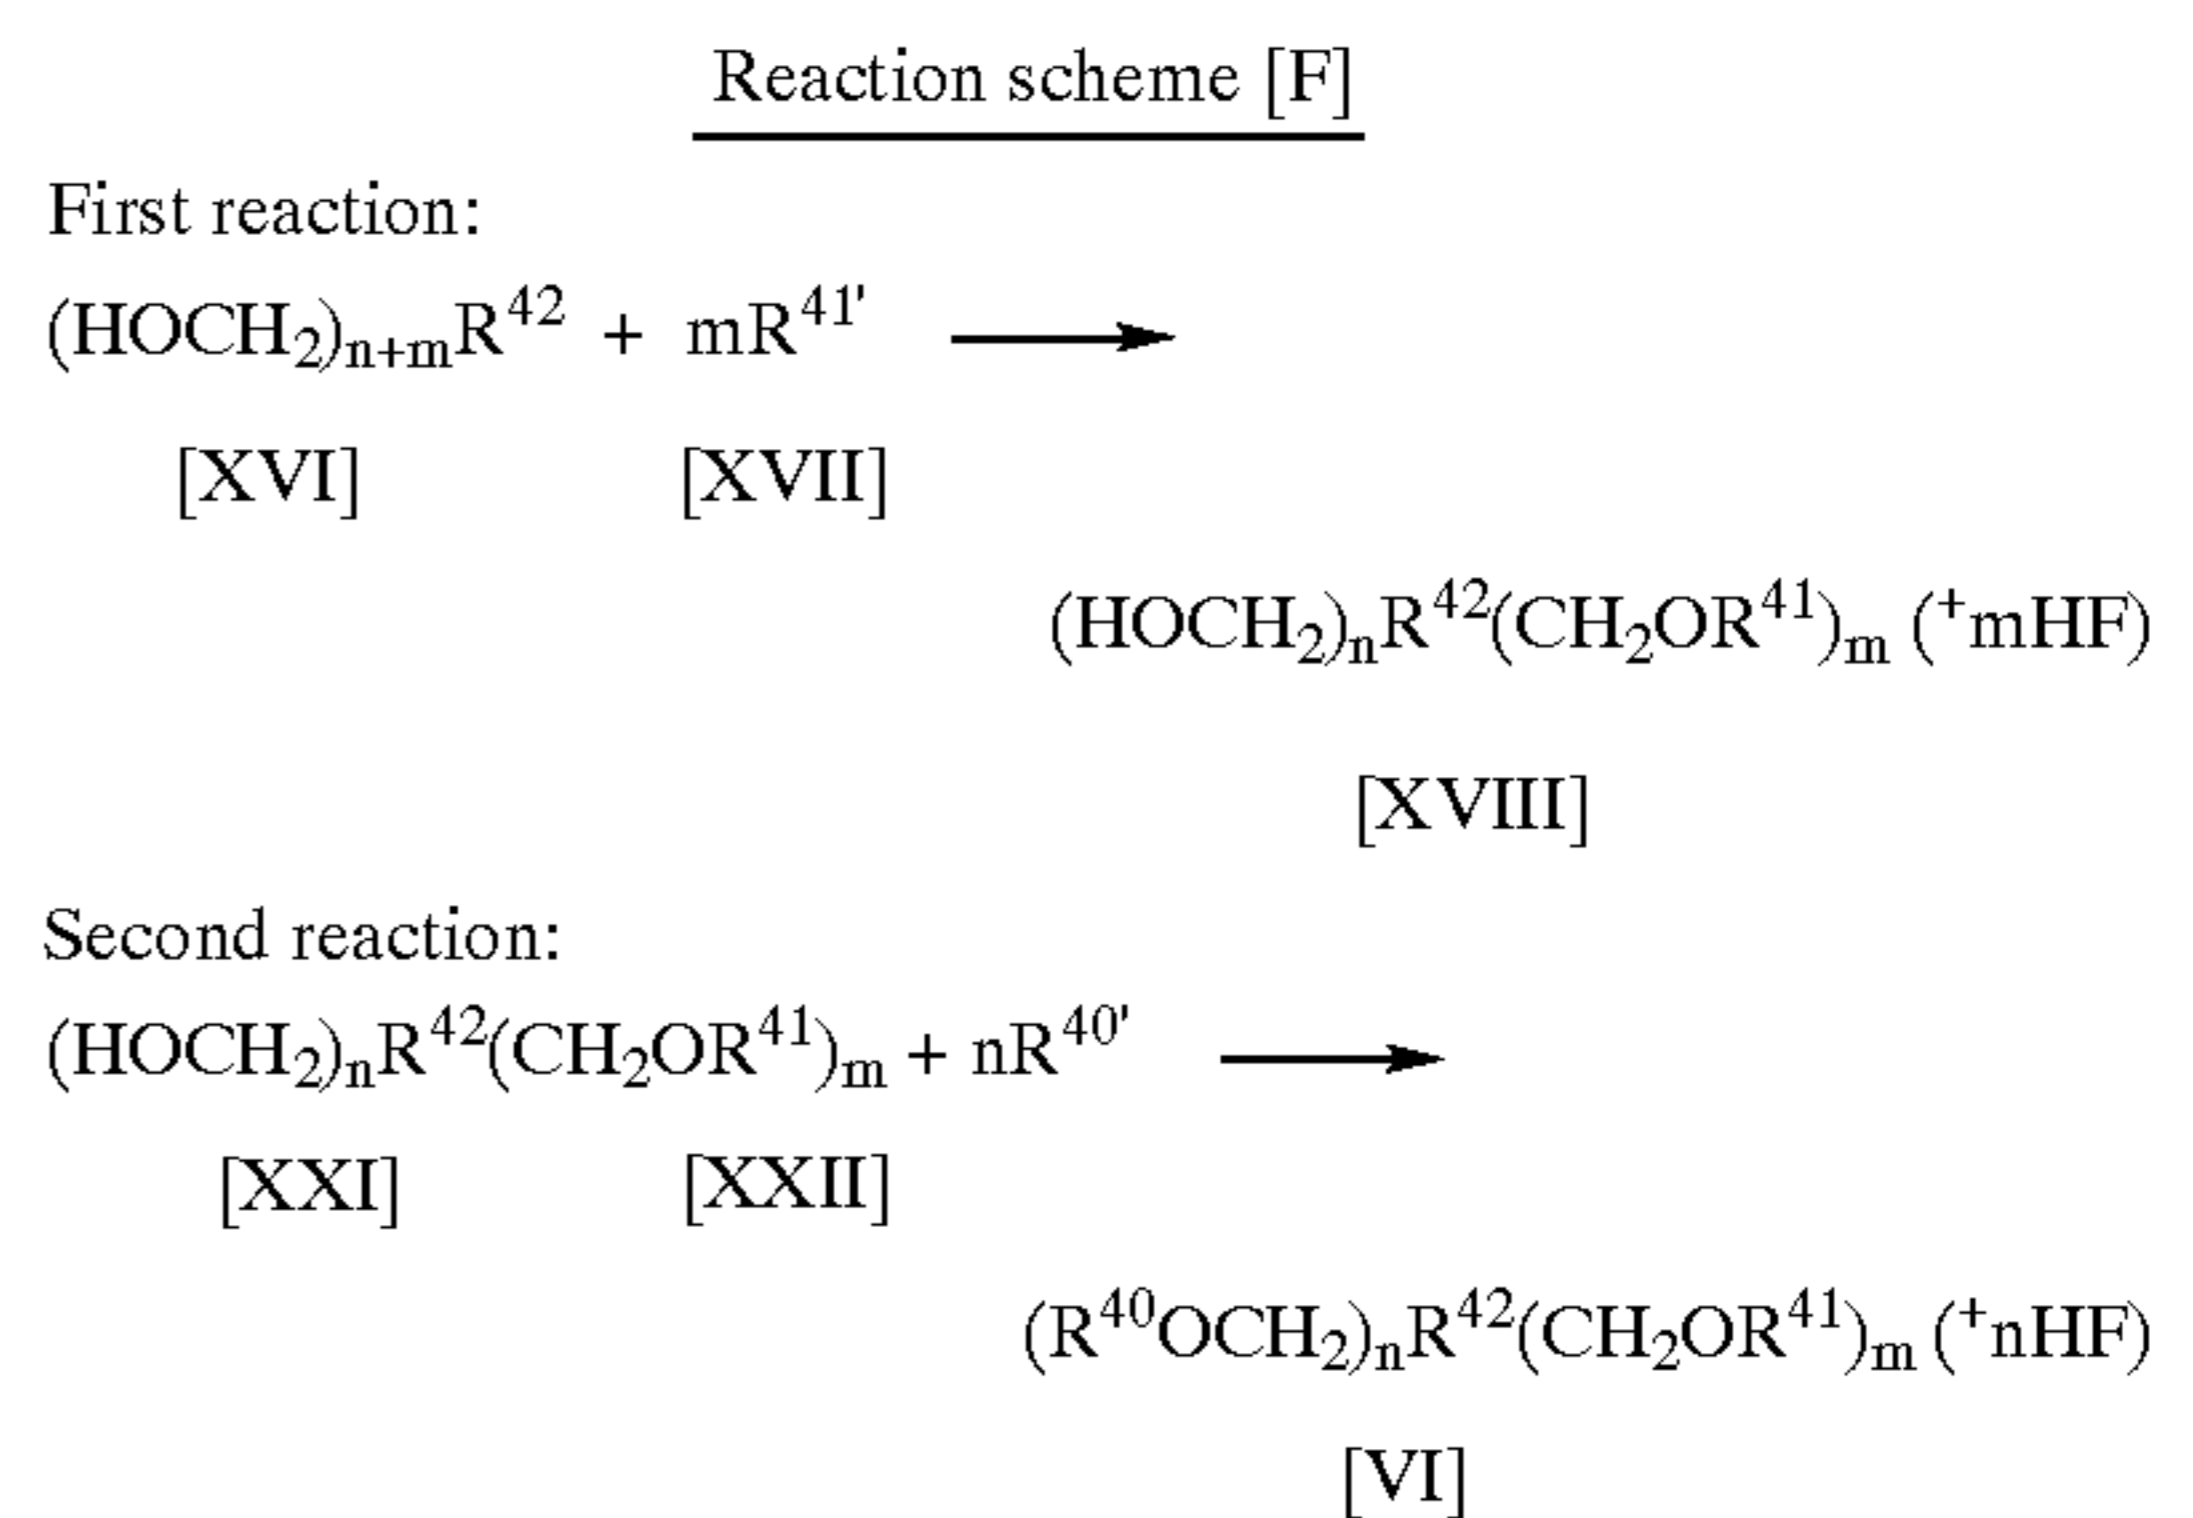 Reaction scheme [F]
First reaction:
(HOCH₂)ₙ₊ₘR⁴² + mR⁴¹' ⟶
[XVI] [XVII]
(HOCH₂)ₙR⁴²(CH₂OR⁴¹)ₘ (⁺mHF)
[XVIII]
Second reaction:
(HOCH₂)ₙR⁴²(CH₂OR⁴¹)ₘ + nR⁴⁰' ⟶
[XXI] [XXII]
(R⁴⁰OCH₂)ₙR⁴²(CH₂OR⁴¹)ₘ (⁺nHF)
[VI]